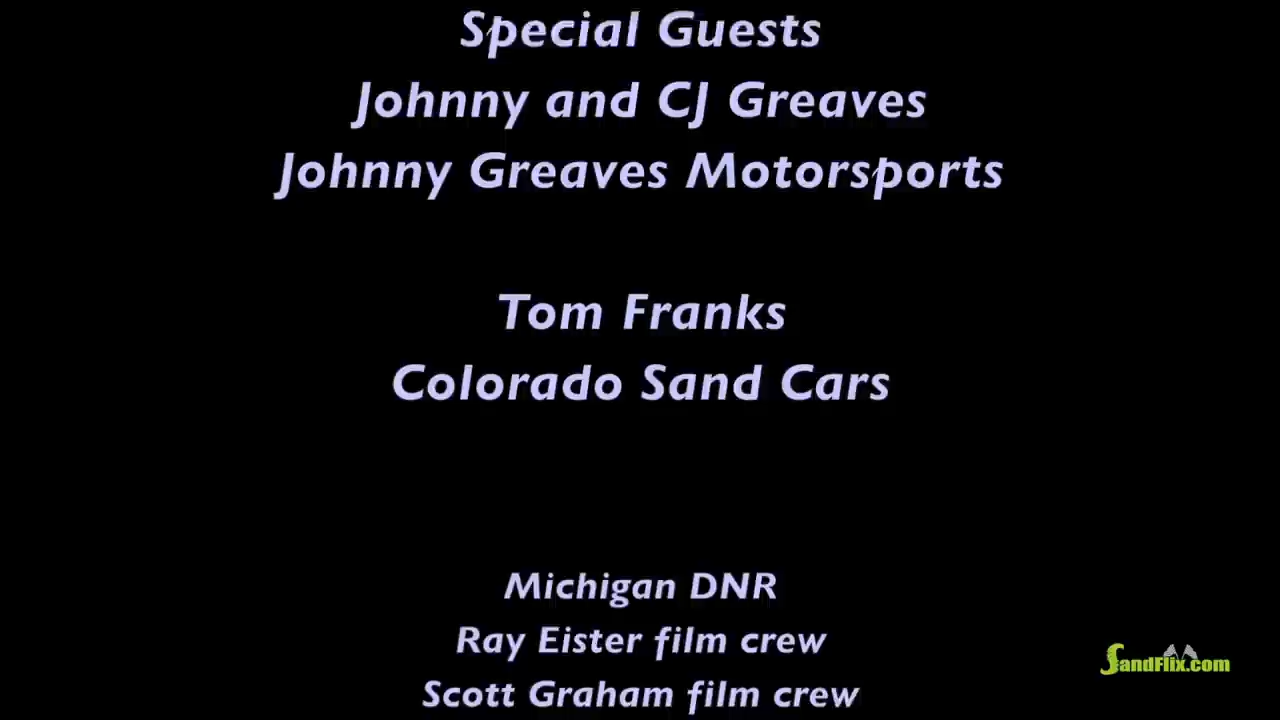 Special Guests
Johnny and CJ Greaves
Johnny Greaves Motorsports
Tom Franks
Colorado Sand Cars
Michigan DNR
Ray Eister film crew
Scott Graham film crew
SandFlix.com